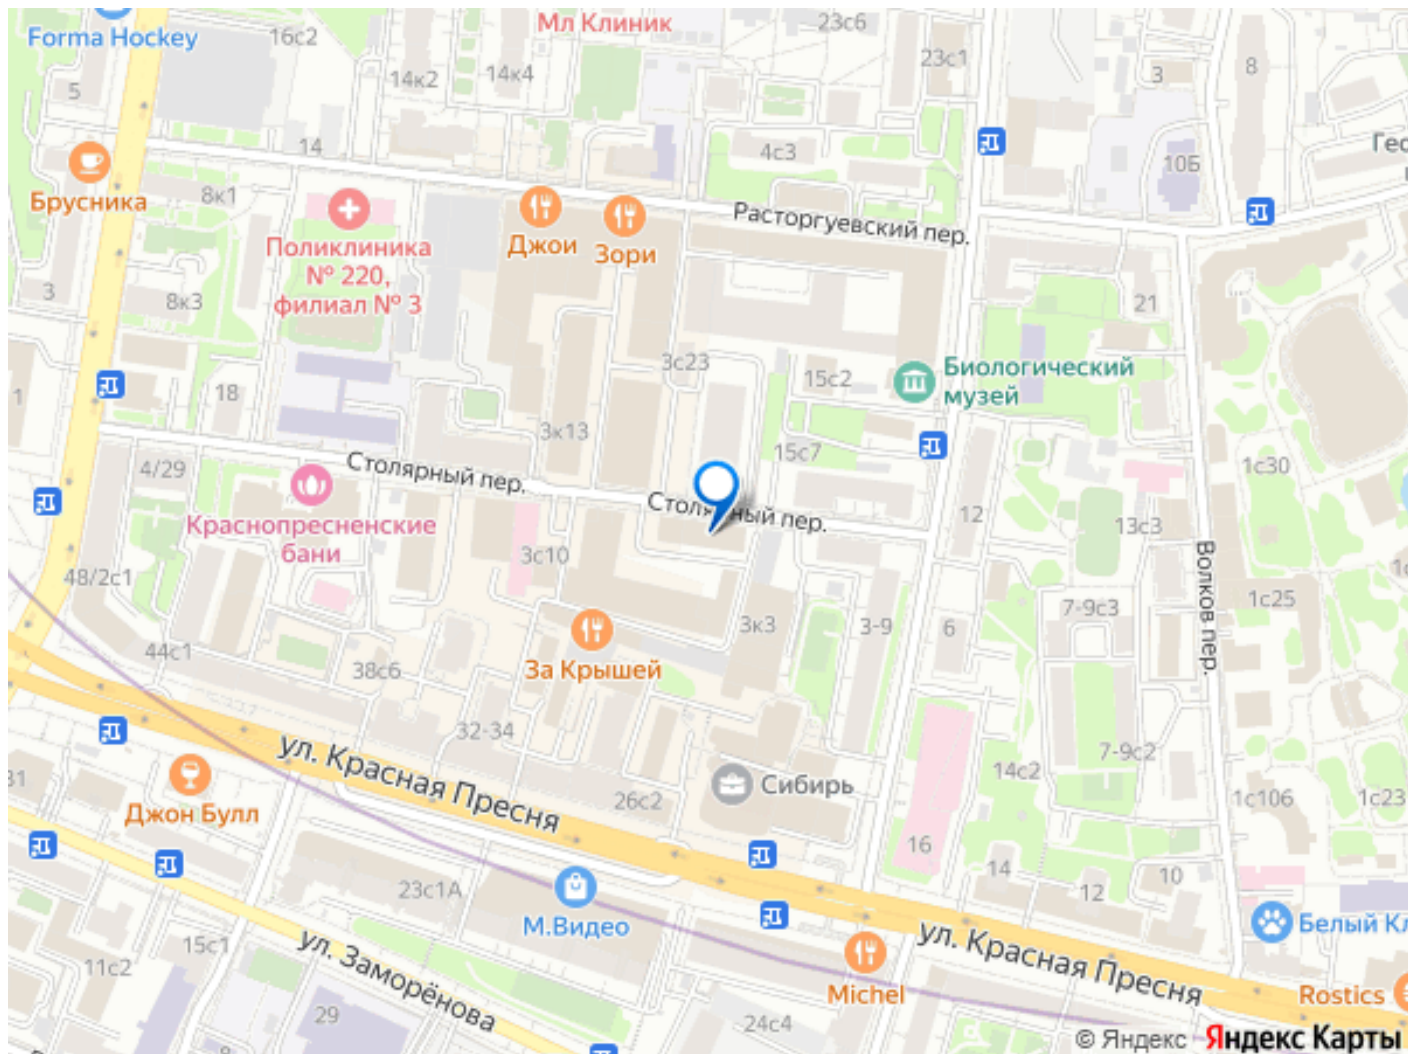 Forma Hockey
16с2
Мл Клиник
23с6
23с1
8
3
5
14к2
14к4
14
4с3
10Б
Брусника
8к1
Поликлиника
№ 220,
филиал № 3
Джои
Зори
Расторгуевский пер.
3
8к3
21
3с23
15с2
Биологический
музей
1
18
3к13
4/29
Столярный пер.
15с7
1с30
Краснопресненские
бани
Столярный пер.
12
13с3
3с10
48/2с1
Волков пер.
1с25
7-9с3
3к3
3-9
6
44с1
38с6
За Крышей
32-34
ул. Красная Пресня
7-9с2
14с2
31
Джон Булл
26с2
Сибирь
1с106
1с23
16
14
12
10
23с1А
М.Видео
Белый Кл
15с1
11с2
ул. Заморёнова
ул. Красная Пресня
Michel
Rostics
29
24с4
© Яндекс Яндекс Карты